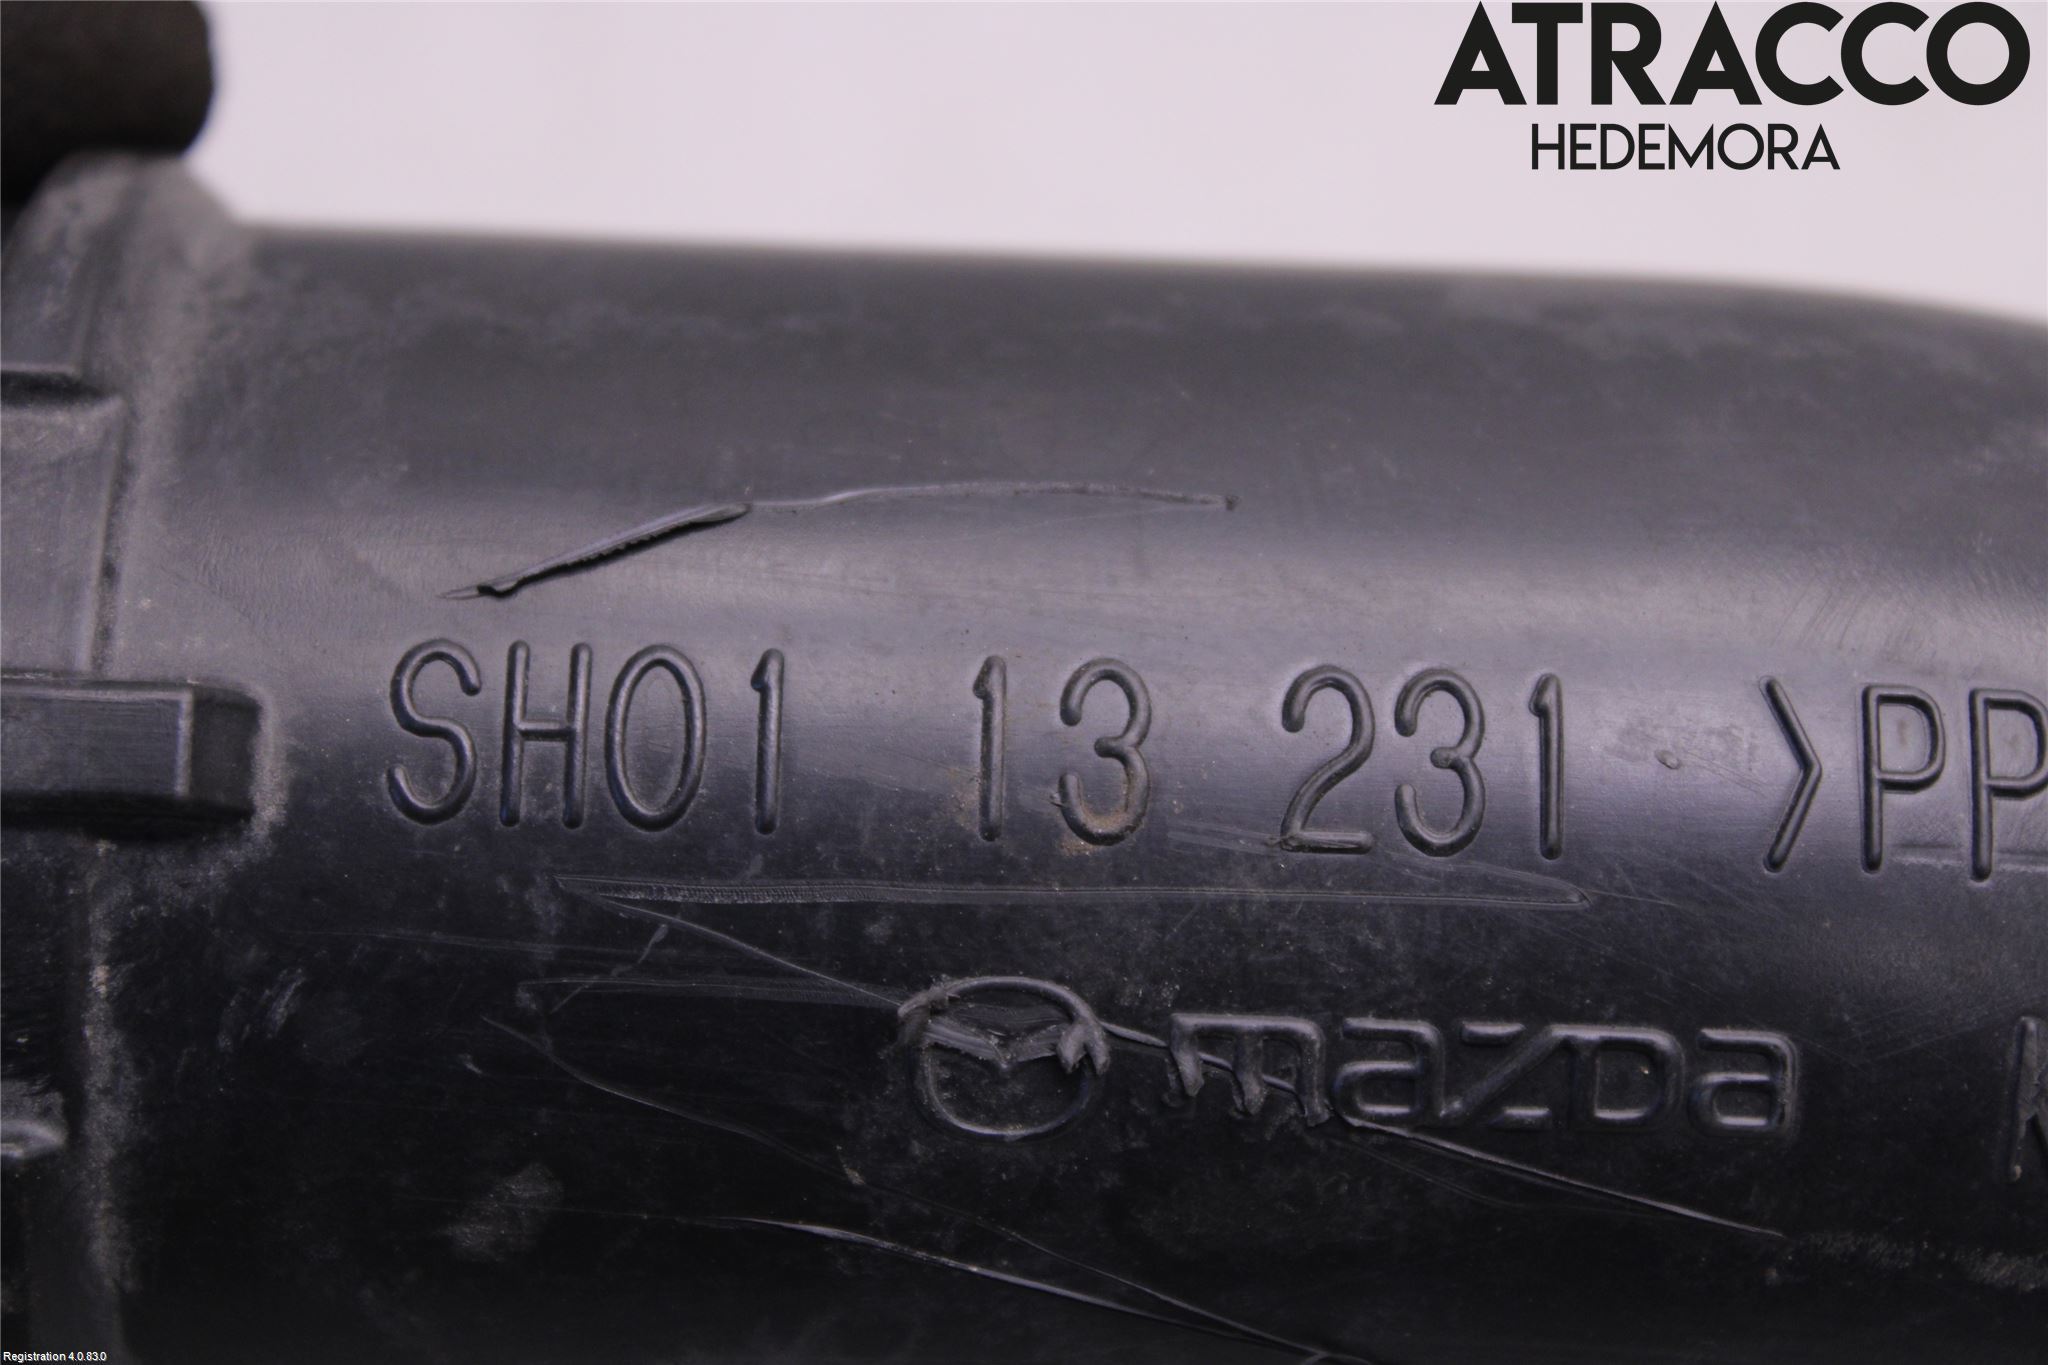 ATRACCO
HEDEMORA
SH01 13 231 >PP
mazda
Registration 4.0.83.0